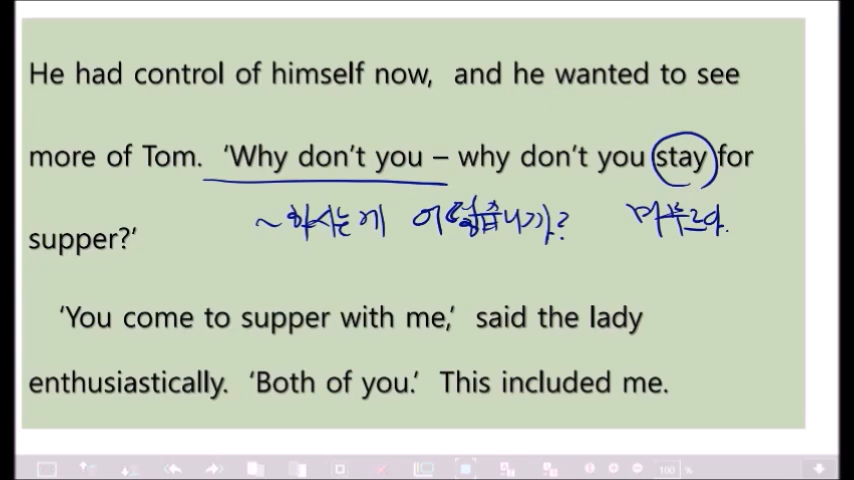 He had control of himself now, and he wanted to see
more of Tom. ‘Why don’t you – why don’t you stay for
~하시는게 어떻습니까? 머무르다.
supper?’
‘You come to supper with me,’ said the lady
enthusiastically. ‘Both of you.’ This included me.
100 %